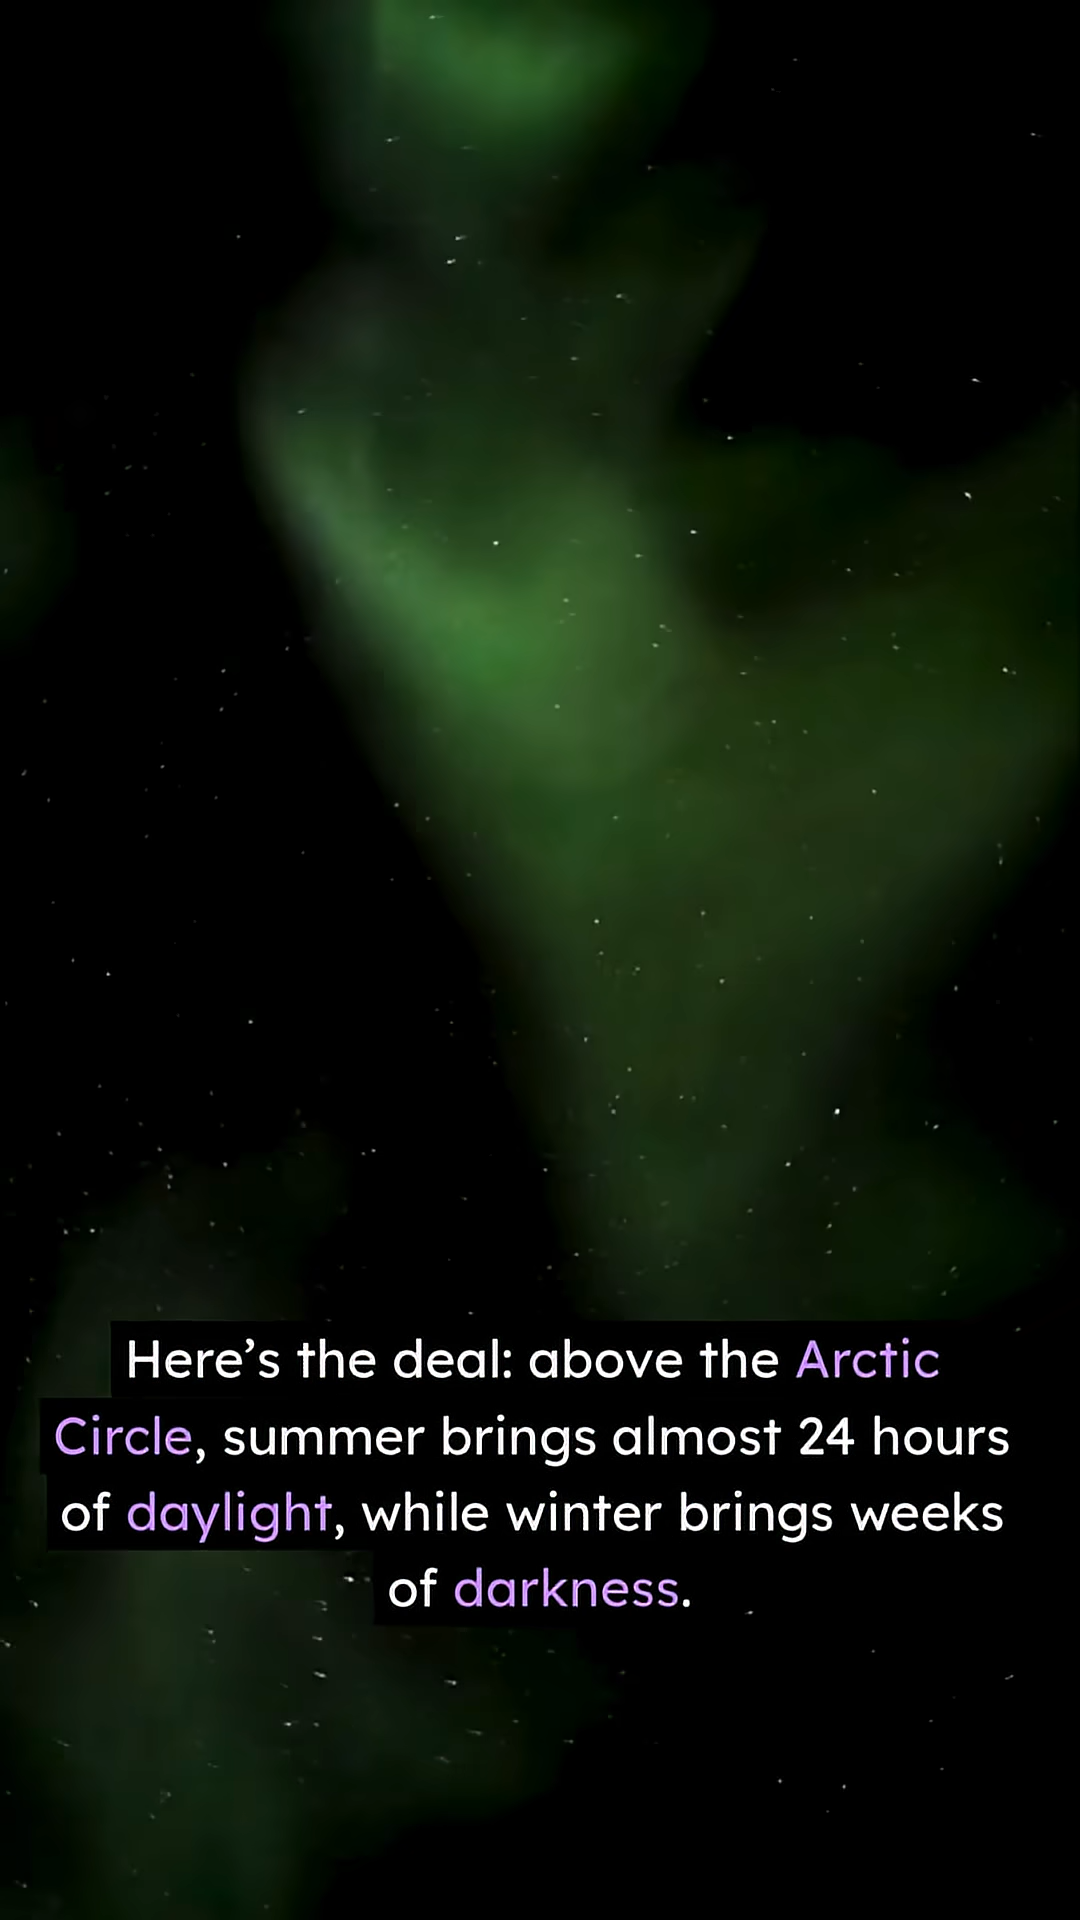 Here’s the deal: above the Arctic
Circle, summer brings almost 24 hours
of daylight, while winter brings weeks
of darkness.